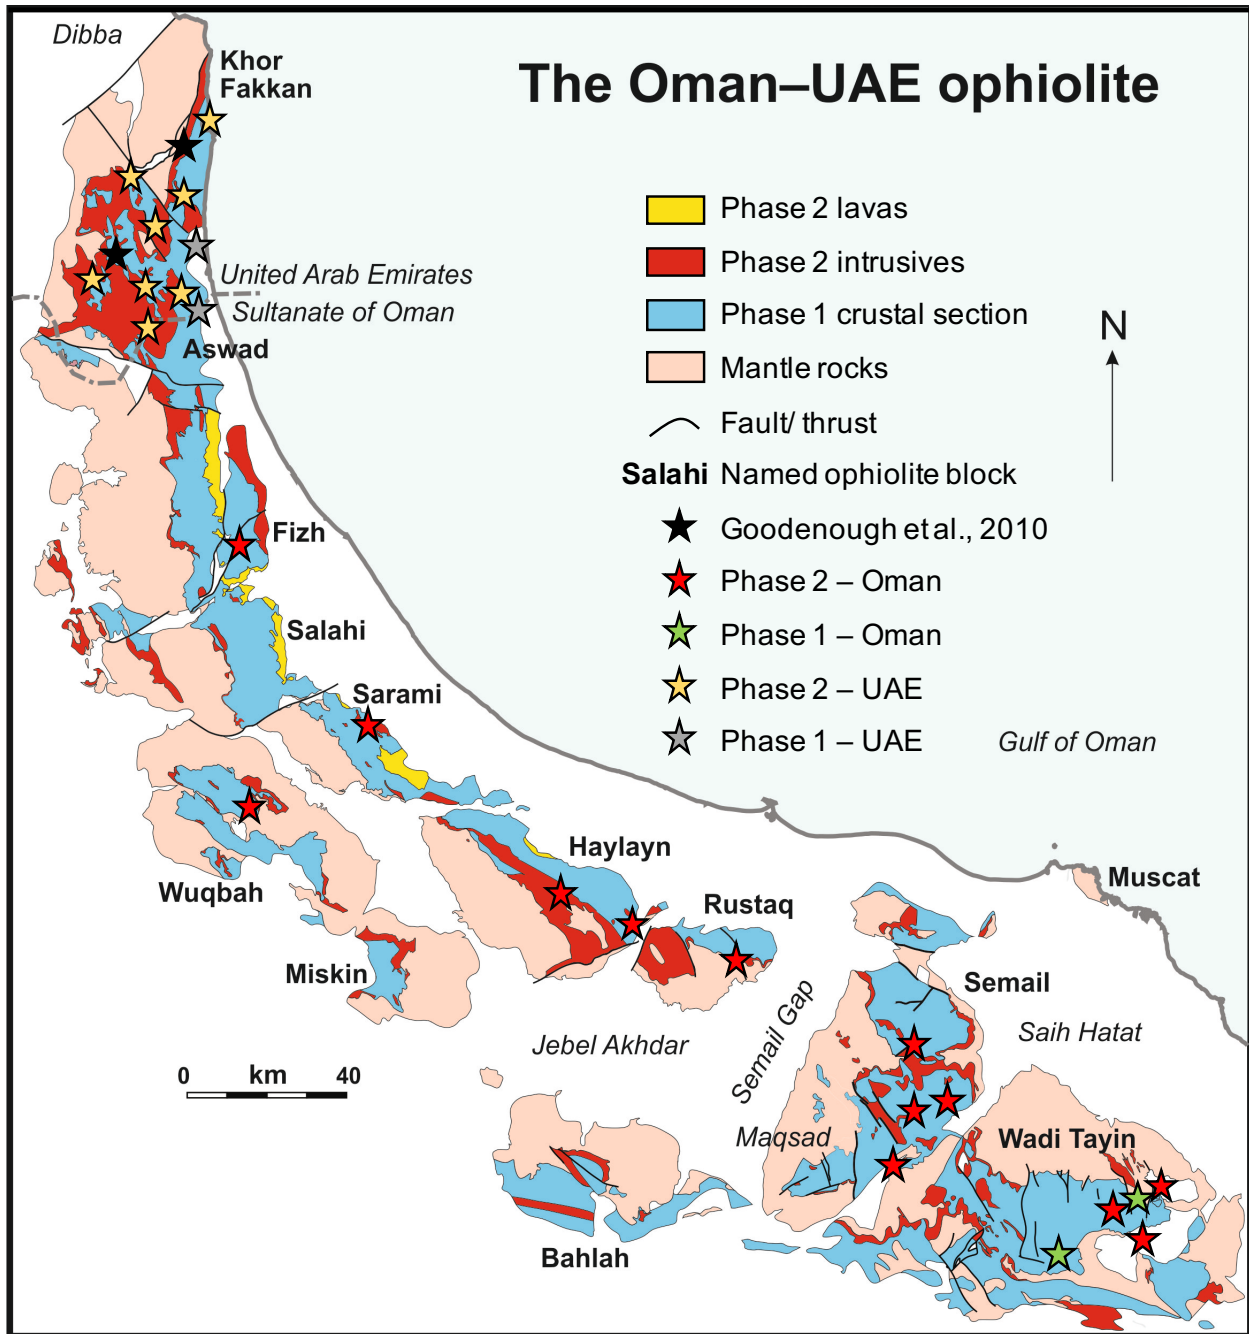 Dibba
Khor
Fakkan
The Oman–UAE ophiolite
Phase 2 lavas
Phase 2 intrusives
United Arab Emirates
Sultanate of Oman
Phase 1 crustal section
N
Aswad
Mantle rocks
Fault/ thrust
Salahi Named ophiolite block
Goodenough et al., 2010
Fizh
Phase 2 – Oman
Phase 1 – Oman
Salahi
Phase 2 – UAE
Sarami
Phase 1 – UAE
Gulf of Oman
Haylayn
Muscat
Wuqbah
Rustaq
Miskin
Semail
Semail Gap
Saih Hatat
Jebel Akhdar
0 km 40
Maqsad
Wadi Tayin
Bahlah